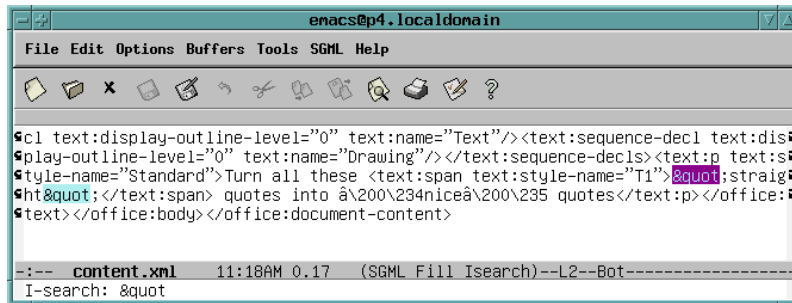 emacs@p4.localdomain
File Edit Options Buffers Tools SGML Help
cl text:display-outline-level="0" text:name="Text"/><text:sequence-decl text:dis
play-outline-level="0" text:name="Drawing"/></text:sequence-decls><text:p text:s
tyle-name="Standard">Turn all these <text:span text:style-name="T1">&quot;straig
ht&quot;</text:span> quotes into â\200\234niceâ\200\235 quotes</text:p></office:
text></office:body></office:document-content>
-:-- content.xml 11:18AM 0.17 (SGML Fill Isearch)--L2--Bot-----------------
I-search: &quot